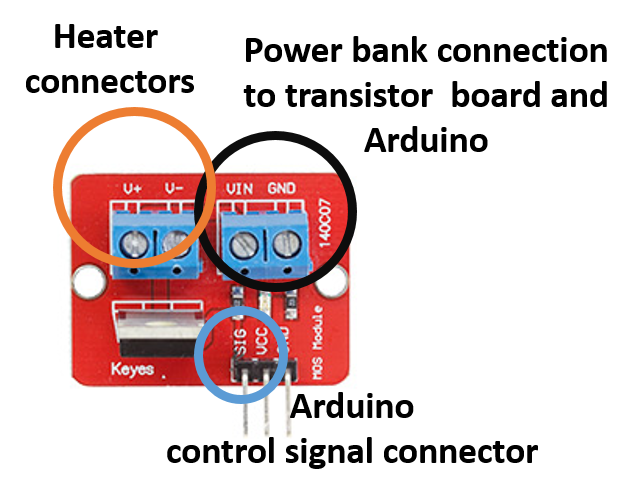 Heater
connectors
Power bank connection
to transistor board and
Arduino
V+ V-
VIN GND
140C07
SIG
VCC
GND
MOS Module
Keyes
Arduino
control signal connector